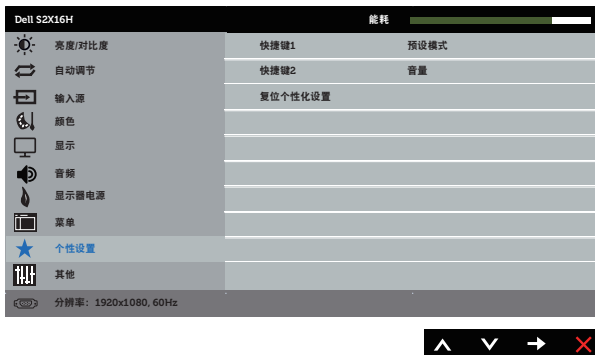 Dell S2X16H 能耗
亮度/对比度 快捷键1 预设模式
自动调节 快捷键2 音量
输入源 复位个性化设置
颜色
显示
音频
显示器电源
菜单
个性设置
其他
分辨率： 1920x1080, 60Hz